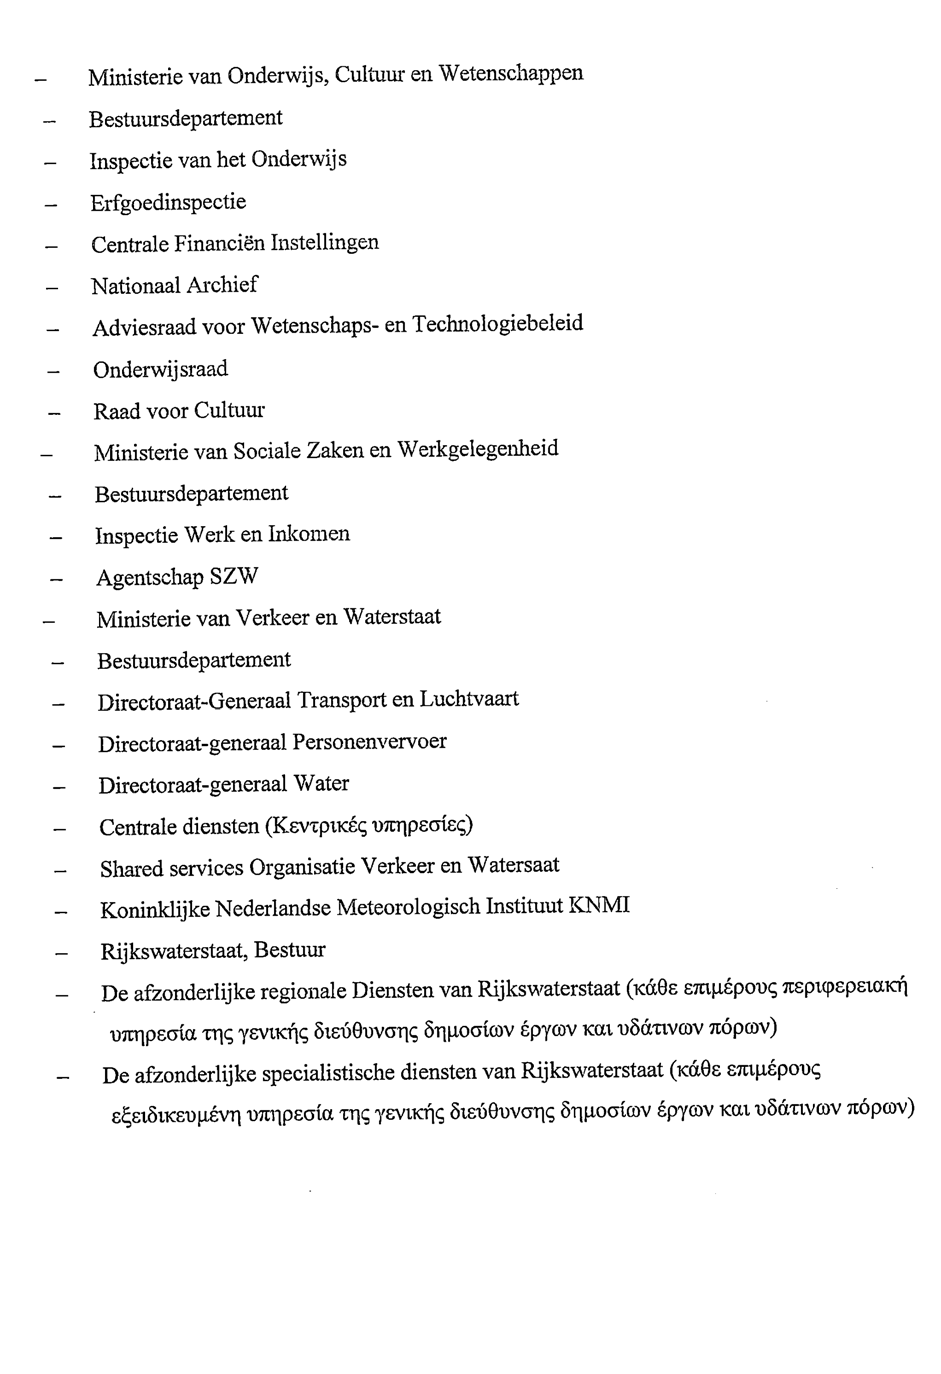 – Ministerie van Onderwijs, Cultuur en Wetenschappen
– Bestuursdepartement
– Inspectie van het Onderwijs
– Erfgoedinspectie
– Centrale Financiën Instellingen
– Nationaal Archief
– Adviesraad voor Wetenschaps- en Technologiebeleid
– Onderwijsraad
– Raad voor Cultuur
– Ministerie van Sociale Zaken en Werkgelegenheid
– Bestuursdepartement
– Inspectie Werk en Inkomen
– Agentschap SZW
– Ministerie van Verkeer en Waterstaat
– Bestuursdepartement
– Directoraat-Generaal Transport en Luchtvaart
– Directoraat-generaal Personenvervoer
– Directoraat-generaal Water
– Centrale diensten (Κεντρικές υπηρεσίες)
– Shared services Organisatie Verkeer en Watersaat
– Koninklijke Nederlandse Meteorologisch Instituut KNMI
– Rijkswaterstaat, Bestuur
– De afzonderlijke regionale Diensten van Rijkswaterstaat (κάθε επιμέρους περιφερειακή
υπηρεσία της γενικής διεύθυνσης δημοσίων έργων και υδάτινων πόρων)
– De afzonderlijke specialistische diensten van Rijkswaterstaat (κάθε επιμέρους
εξειδικευμένη υπηρεσία της γενικής διεύθυνσης δημοσίων έργων και υδάτινων πόρων)